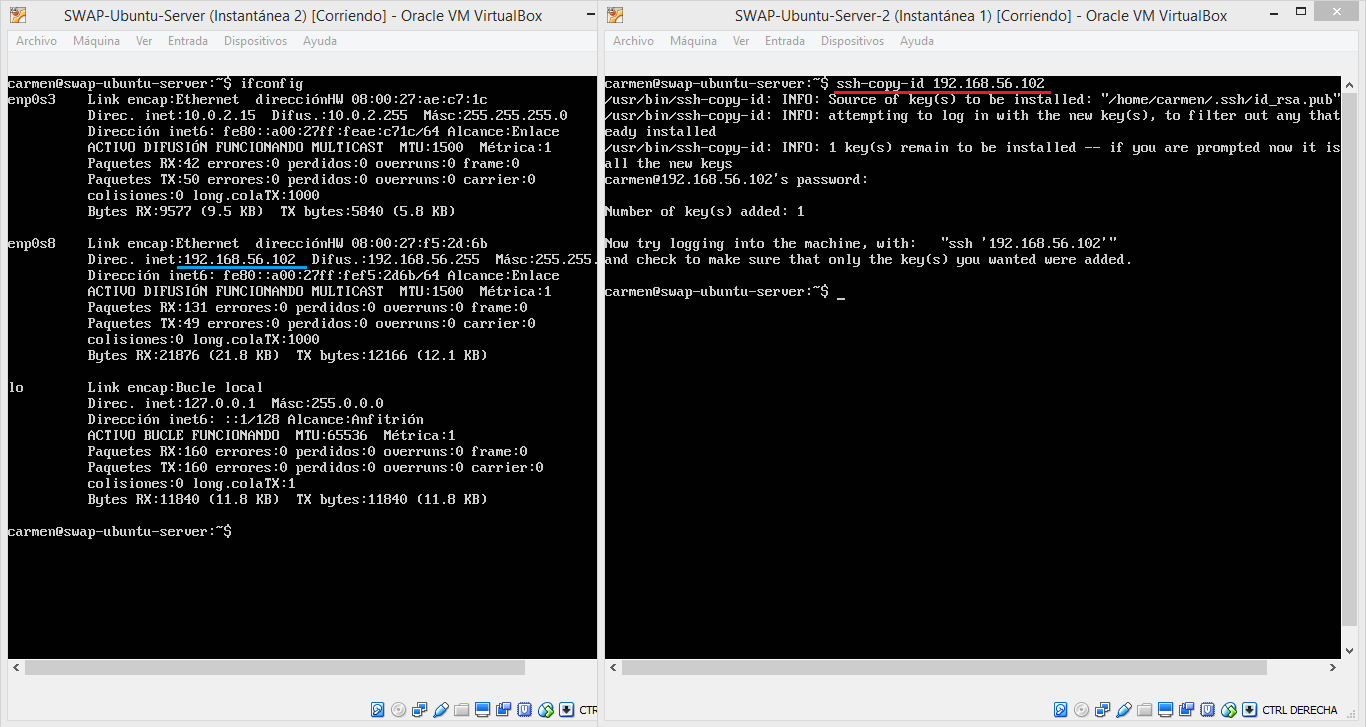 SWAP-Ubuntu-Server (Instantánea 2) [Corriendo] - Oracle VM VirtualBox
Archivo Máquina Ver Entrada Dispositivos Ayuda
carmen@swap-ubuntu-server:~$ ifconfig
enp0s3 Link encap:Ethernet direcciónHW 08:00:27:ae:c7:1c
Direc. inet:10.0.2.15 Difus.:10.0.2.255 Másc:255.255.255.0
Dirección inet6: fe80::a00:27ff:feae:c71c/64 Alcance:Enlace
ACTIVO DIFUSIÓN FUNCIONANDO MULTICAST MTU:1500 Métrica:1
Paquetes RX:42 errores:0 perdidos:0 overruns:0 frame:0
Paquetes TX:50 errores:0 perdidos:0 overruns:0 carrier:0
colisiones:0 long.colaTX:1000
Bytes RX:9577 (9.5 KB) TX bytes:5840 (5.8 KB)
enp0s8 Link encap:Ethernet direcciónHW 08:00:27:f5:2d:6b
Direc. inet:192.168.56.102 Difus.:192.168.56.255 Másc:255.255.
Dirección inet6: fe80::a00:27ff:fef5:2d6b/64 Alcance:Enlace
ACTIVO DIFUSIÓN FUNCIONANDO MULTICAST MTU:1500 Métrica:1
Paquetes RX:131 errores:0 perdidos:0 overruns:0 frame:0
Paquetes TX:49 errores:0 perdidos:0 overruns:0 carrier:0
colisiones:0 long.colaTX:1000
Bytes RX:21876 (21.8 KB) TX bytes:12166 (12.1 KB)
lo Link encap:Bucle local
Direc. inet:127.0.0.1 Másc:255.0.0.0
Dirección inet6: ::1/128 Alcance:Anfitrión
ACTIVO BUCLE FUNCIONANDO MTU:65536 Métrica:1
Paquetes RX:160 errores:0 perdidos:0 overruns:0 frame:0
Paquetes TX:160 errores:0 perdidos:0 overruns:0 carrier:0
colisiones:0 long.colaTX:1
Bytes RX:11840 (11.8 KB) TX bytes:11840 (11.8 KB)
carmen@swap-ubuntu-server:~$
CTR
SWAP-Ubuntu-Server-2 (Instantánea 1) [Corriendo] - Oracle VM VirtualBox
Archivo Máquina Ver Entrada Dispositivos Ayuda
carmen@swap-ubuntu-server:~$ ssh-copy-id 192.168.56.102
/usr/bin/ssh-copy-id: INFO: Source of key(s) to be installed: "/home/carmen/.ssh/id_rsa.pub"
/usr/bin/ssh-copy-id: INFO: attempting to log in with the new key(s), to filter out any that
eady installed
/usr/bin/ssh-copy-id: INFO: 1 key(s) remain to be installed -- if you are prompted now it is
all the new keys
carmen@192.168.56.102's password:
Number of key(s) added: 1
Now try logging into the machine, with: "ssh '192.168.56.102'"
and check to make sure that only the key(s) you wanted were added.
carmen@swap-ubuntu-server:~$ _
CTRL DERECHA